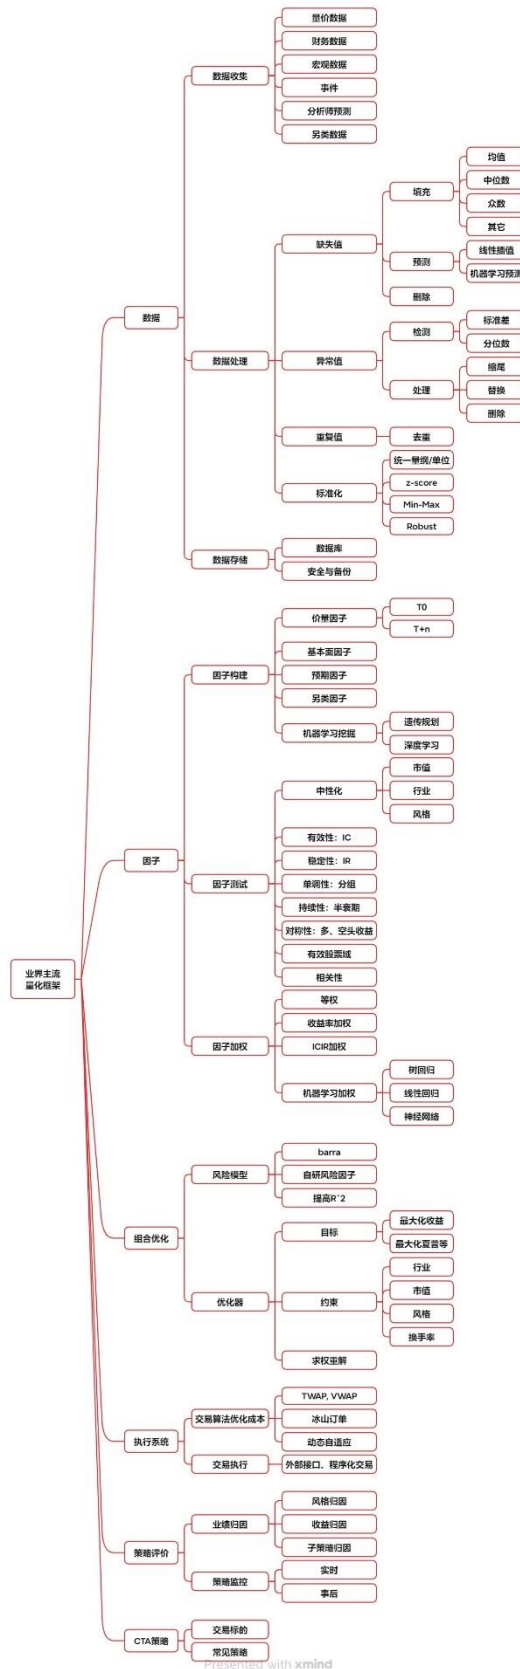 业界主流
量化框架
数据
数据收集
量价数据
财务数据
宏观数据
事件
分析师预测
另类数据
数据处理
缺失值
填充
均值
中位数
众数
其它
预测
线性插值
机器学习预测
删除
异常值
检测
标准差
分位数
处理
缩尾
替换
删除
重复值
去重
标准化
统一量纲/单位
z-score
Min-Max
Robust
数据存储
数据库
安全与备份
因子
因子构建
价量因子
T0
T+n
基本面因子
预期因子
另类因子
机器学习挖掘
遗传规划
深度学习
因子测试
中性化
市值
行业
风格
有效性：IC
稳定性：IR
单调性：分组
持续性：半衰期
对称性：多、空头收益
有效股票域
相关性
因子加权
等权
收益率加权
ICIR加权
机器学习加权
树回归
线性回归
神经网络
组合优化
风险模型
barra
自研风险因子
提高R^2
优化器
目标
最大化收益
最大化夏普等
约束
行业
市值
风格
换手率
求权重解
执行系统
交易算法优化成本
TWAP, VWAP
冰山订单
动态自适应
交易执行
外部接口、程序化交易
策略评价
业绩归因
风格归因
收益归因
子策略归因
策略监控
实时
事后
CTA策略
交易标的
常见策略
Presented with xmind